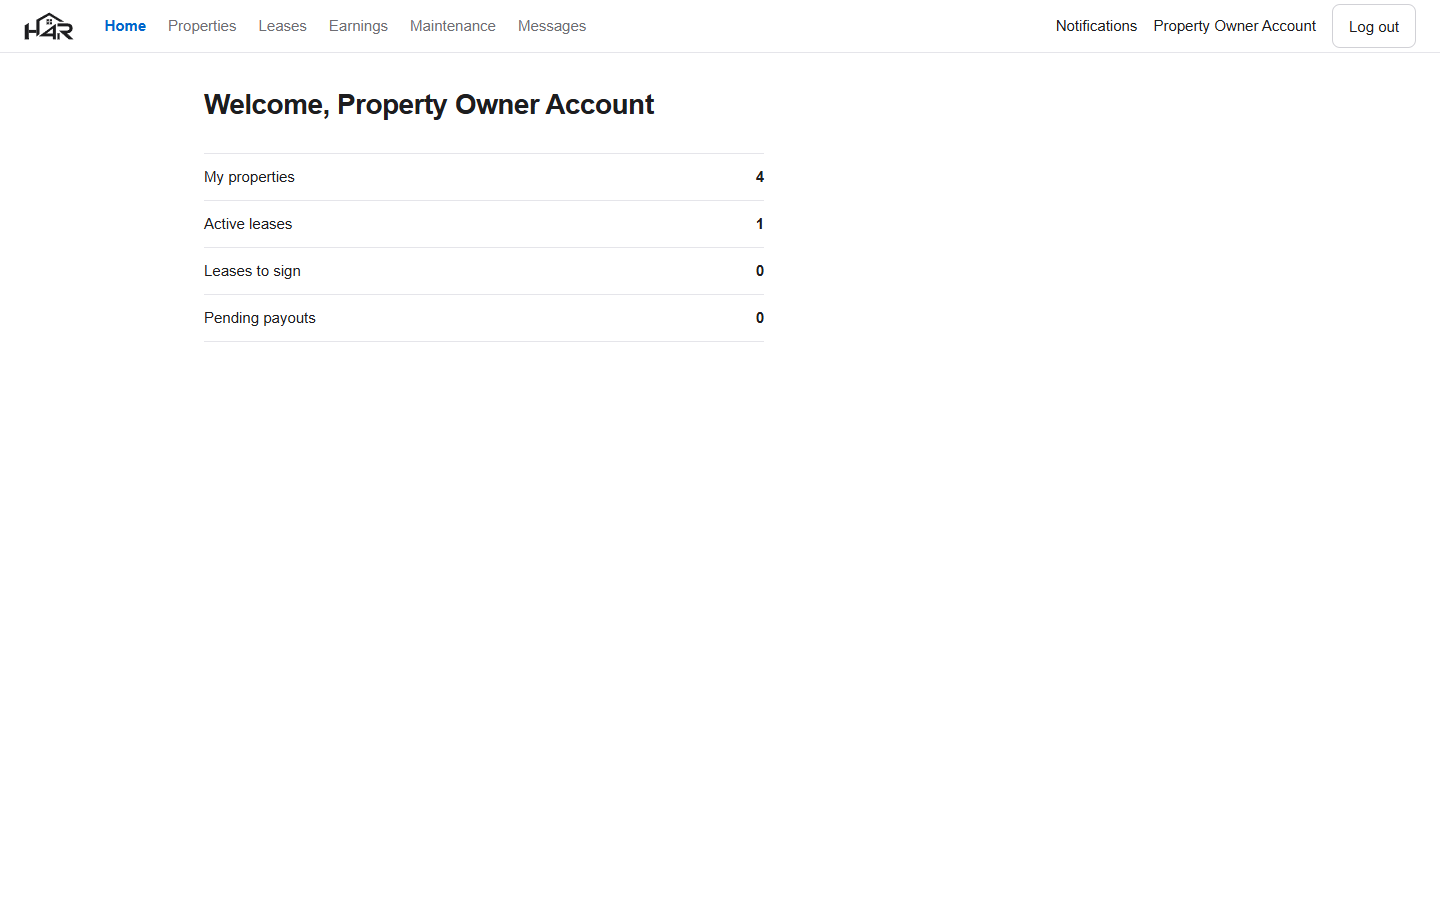 H4R
Home Properties Leases Earnings Maintenance Messages Notifications Property Owner Account Log out
Welcome, Property Owner Account
My properties 4
Active leases 1
Leases to sign 0
Pending payouts 0